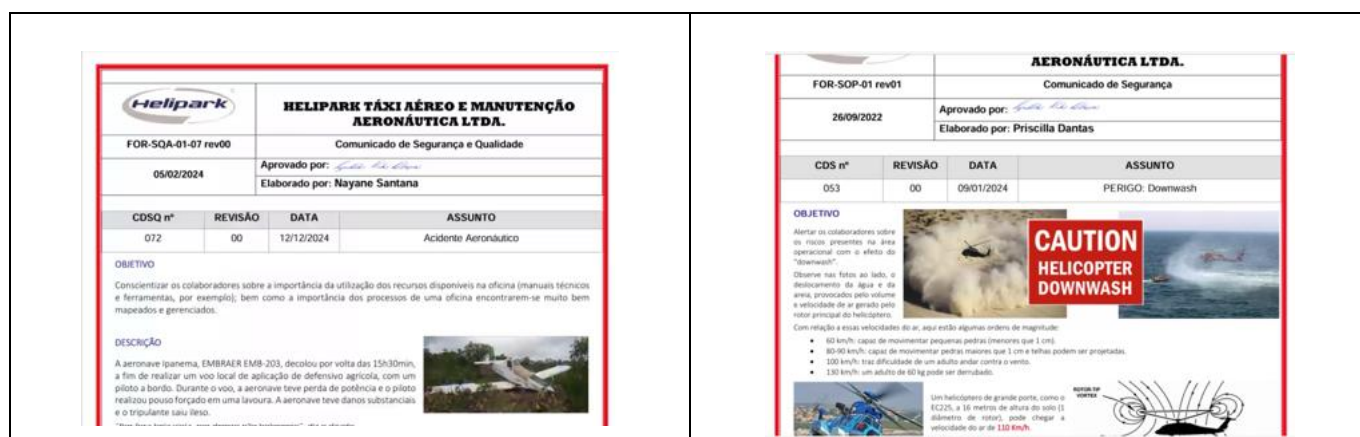 Helipark
HELIPARK TÁXI AÉREO E MANUTENÇÃO
AERONÁUTICA LTDA.
FOR-SQA-01-07 rev00
Comunicado de Segurança e Qualidade
05/02/2024
Aprovado por:
Elaborado por: Nayane Santana
CDSQ nº REVISÃO DATA ASSUNTO
072 00 12/12/2024 Acidente Aeronáutico
OBJETIVO
Conscientizar os colaboradores sobre a importância da utilização dos recursos disponíveis na oficina (manuais técnicos
e ferramentas, por exemplo); bem como a importância dos processos de uma oficina encontrarem-se muito bem
mapeados e gerenciados.
DESCRIÇÃO
A aeronave Ipanema, EMBRAER EMB-203, decolou por volta das 15h30min,
a fim de realizar um voo local de aplicação de defensivo agrícola, com um
piloto a bordo. Durante o voo, a aeronave teve perda de potência e o piloto
realizou pouso forçado em uma lavoura. A aeronave teve danos substanciais
e o tripulante saiu ileso.
AERONÁUTICA LTDA.
FOR-SOP-01 rev01
Comunicado de Segurança
26/09/2022
Aprovado por:
Elaborado por: Priscilla Dantas
CDS nº REVISÃO DATA ASSUNTO
053 00 09/01/2024 PERIGO: Downwash
OBJETIVO
Alertar os colaboradores sobre
os riscos presentes na área
operacional com o efeito do
"downwash".
Observe nas fotos ao lado, o
deslocamento da água e da
areia, provocados pelo volume
e velocidade de ar gerado pelo
rotor principal do helicóptero.
CAUTION
HELICOPTER
DOWNWASH
Com relação a essas velocidades do ar, aqui estão algumas ordens de magnitude:
• 60 km/h: capaz de movimentar pequenas pedras (menores que 1 cm).
• 80-90 km/h: capaz de movimentar pedras maiores que 1 cm e telhas podem ser projetadas.
• 100 km/h: traz dificuldade de um adulto andar contra o vento.
• 130 km/h: um adulto de 60 kg pode ser derrubado.
Um helicóptero de grande porte, como o
EC225, a 16 metros de altura do solo (1
diâmetro de rotor), pode chegar a
velocidade do ar de 110 Km/h.
ROTOR TIP
VORTEX